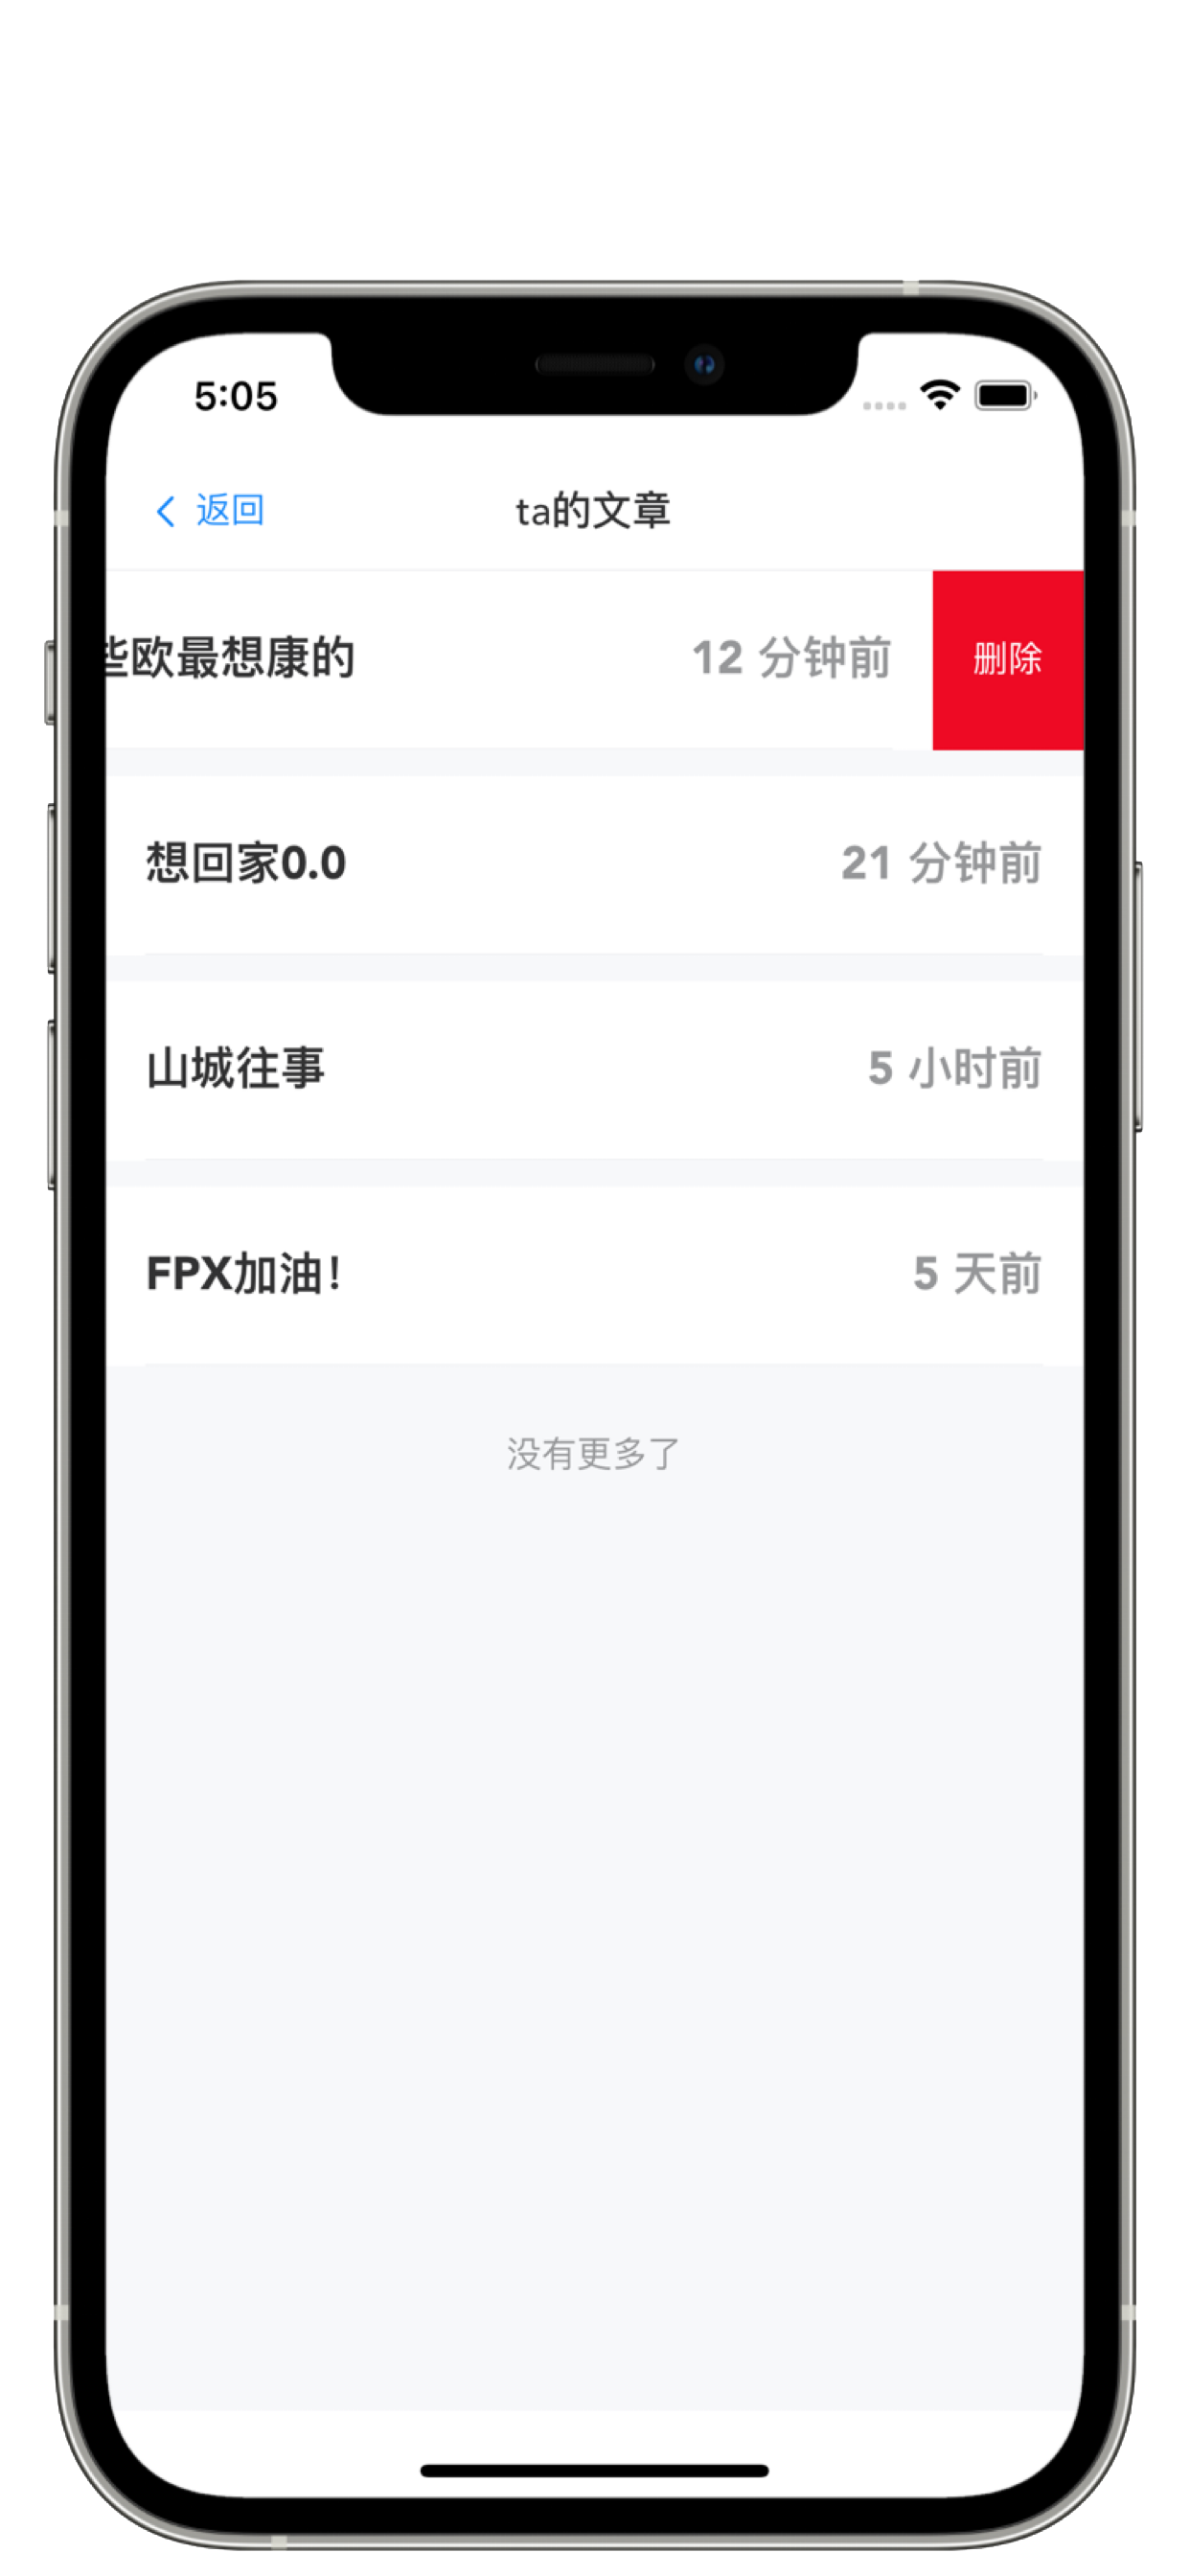 5:05
返回
ta的文章
些欧最想康的 12 分钟前 删除
想回家0.0 21 分钟前
山城往事 5 小时前
FPX加油! 5 天前
没有更多了